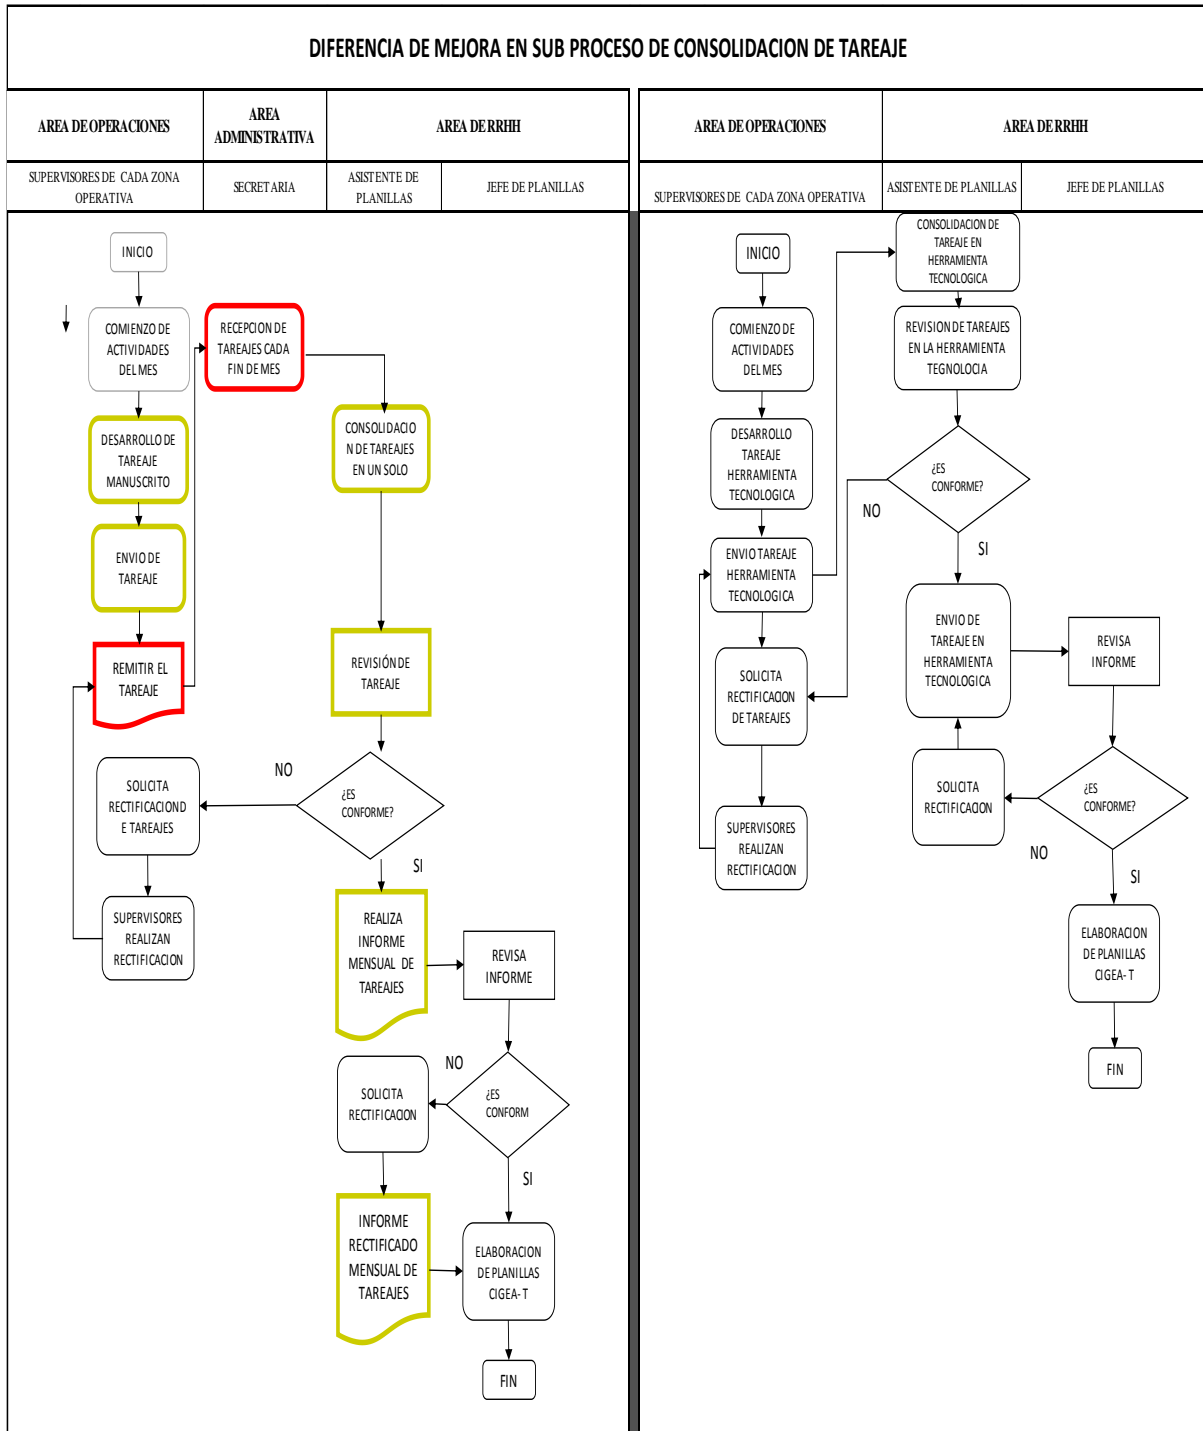 DIFERENCIA DE MEJORA EN SUB PROCESO DE CONSOLIDACION DE TAREAJE
AREA DE OPERACIONES
AREA
ADMINISTRATIVA
AREA DE RRHH
SUPERVISORES DE CADA ZONA
OPERATIVA
SECRETARIA
ASISTENTE DE
PLANILLAS
JEFE DE PLANILLAS
INICIO
COMIENZO DE
ACTIVIDADES
DEL MES
DESARROLLO DE
TAREAJE
MANUSCRITO
ENVIO DE
TAREAJE
REMITIR EL
TAREAJE
RECEPCION DE
TAREAJES CADA
FIN DE MES
CONSOLIDACIO
N DE TAREAJES
EN UN SOLO
REVISIÓN DE
TAREAJE
¿ES
CONFORME?
NO
SOLICITA
RECTIFICACIOND
E TAREAJES
SUPERVISORES
REALIZAN
RECTIFICACION
SI
REALIZA
INFORME
MENSUAL DE
TAREAJES
REVISA
INFORME
¿ES
CONFORM
NO
SOLICITA
RECTIFICACION
SI
INFORME
RECTIFICADO
MENSUAL DE
TAREAJES
ELABORACION
DE PLANILLAS
CIGEA- T
FIN
AREA DE OPERACIONES
AREA DE RRHH
SUPERVISORES DE CADA ZONA OPERATIVA
ASISTENTE DE PLANILLAS
JEFE DE PLANILLAS
INICIO
COMIENZO DE
ACTIVIDADES
DEL MES
DESARROLLO
TAREAJE
HERRAMIENTA
TECNOLOGICA
ENVIO TAREAJE
HERRAMIENTA
TECNOLOGICA
SOLICITA
RECTIFICACION
DE TAREAJES
SUPERVISORES
REALIZAN
RECTIFICACION
CONSOLIDACION DE
TAREAJE EN
HERRAMIENTA
TECNOLOGICA
REVISION DE TAREAJES
EN LA HERRAMIENTA
TEGNOLOCIA
¿ES
CONFORME?
NO
SI
ENVIO DE
TAREAJE EN
HERRAMIENTA
TECNOLOGICA
REVISA
INFORME
¿ES
CONFORME?
SOLICITA
RECTIFICACION
NO
SI
ELABORACION
DE PLANILLAS
CIGEA- T
FIN